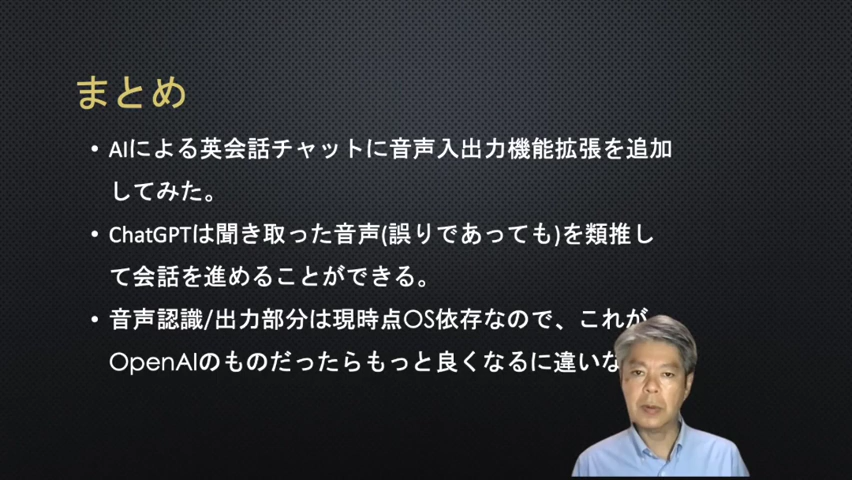 まとめ
• AIによる英会話チャットに音声入出力機能拡張を追加
してみた。
• ChatGPTは聞き取った音声(誤りであっても)を類推し
て会話を進めることができる。
• 音声認識/出力部分は現時点OS依存なので、これが
OpenAIのものだったらもっと良くなるに違いな